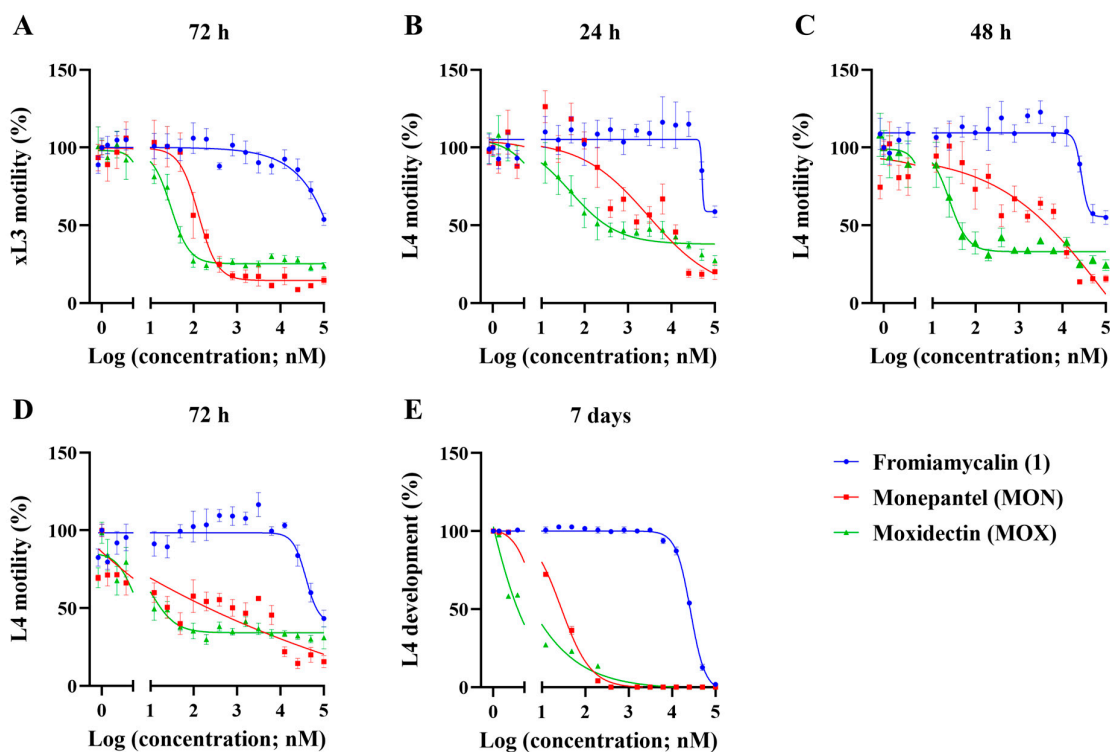 A
72 h
xL3 motility (%)
150
100
50
0
0 1 2 3 4 5
Log (concentration; nM)
B
24 h
L4 motility (%)
150
100
50
0
0 1 2 3 4 5
Log (concentration; nM)
C
48 h
L4 motility (%)
150
100
50
0
0 1 2 3 4 5
Log (concentration; nM)
D
72 h
L4 motility (%)
150
100
50
0
0 1 2 3 4 5
Log (concentration; nM)
E
7 days
L4 development (%)
150
100
50
0
0 1 2 3 4 5
Log (concentration; nM)
Fromiamycalin (1)
Monepantel (MON)
Moxidectin (MOX)